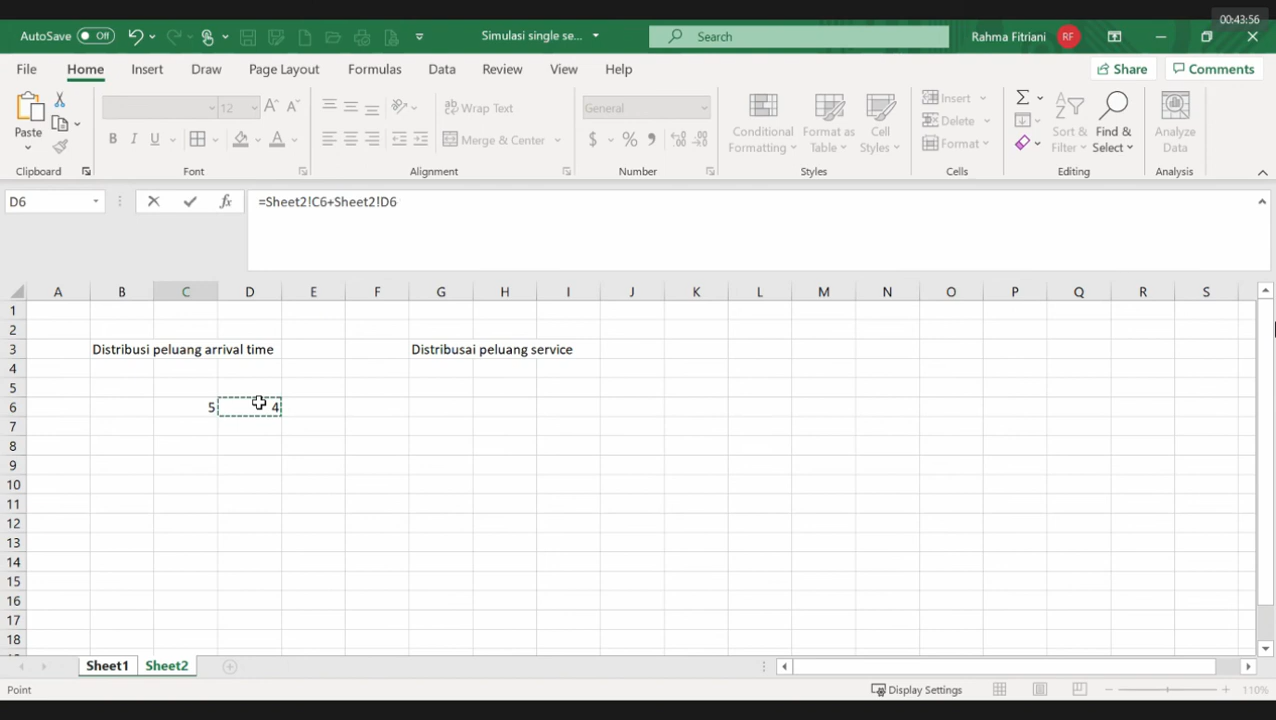 00:43:56
AutoSave Off
Simulasi single se...
Search
Rahma Fitriani RF
File Home Insert Draw Page Layout Formulas Data Review View Help
Share Comments
Paste
12
B I U
Wrap Text
Merge & Center
General
$ % ,
Conditional Formatting
Format as Table
Cell Styles
Insert
Delete
Format
Sort & Filter
Find & Select
Analyze Data
Clipboard Font Alignment Number Styles Cells Editing Analysis
D6 fx =Sheet2!C6+Sheet2!D6
A B C D E F G H I J K L M N O P Q R S
1
2
3 Distribusi peluang arrival time Distribusai peluang service
4
5
6 5 4
7
8
9
10
11
12
13
14
15
16
17
18
Sheet1 Sheet2
Point Display Settings 110%